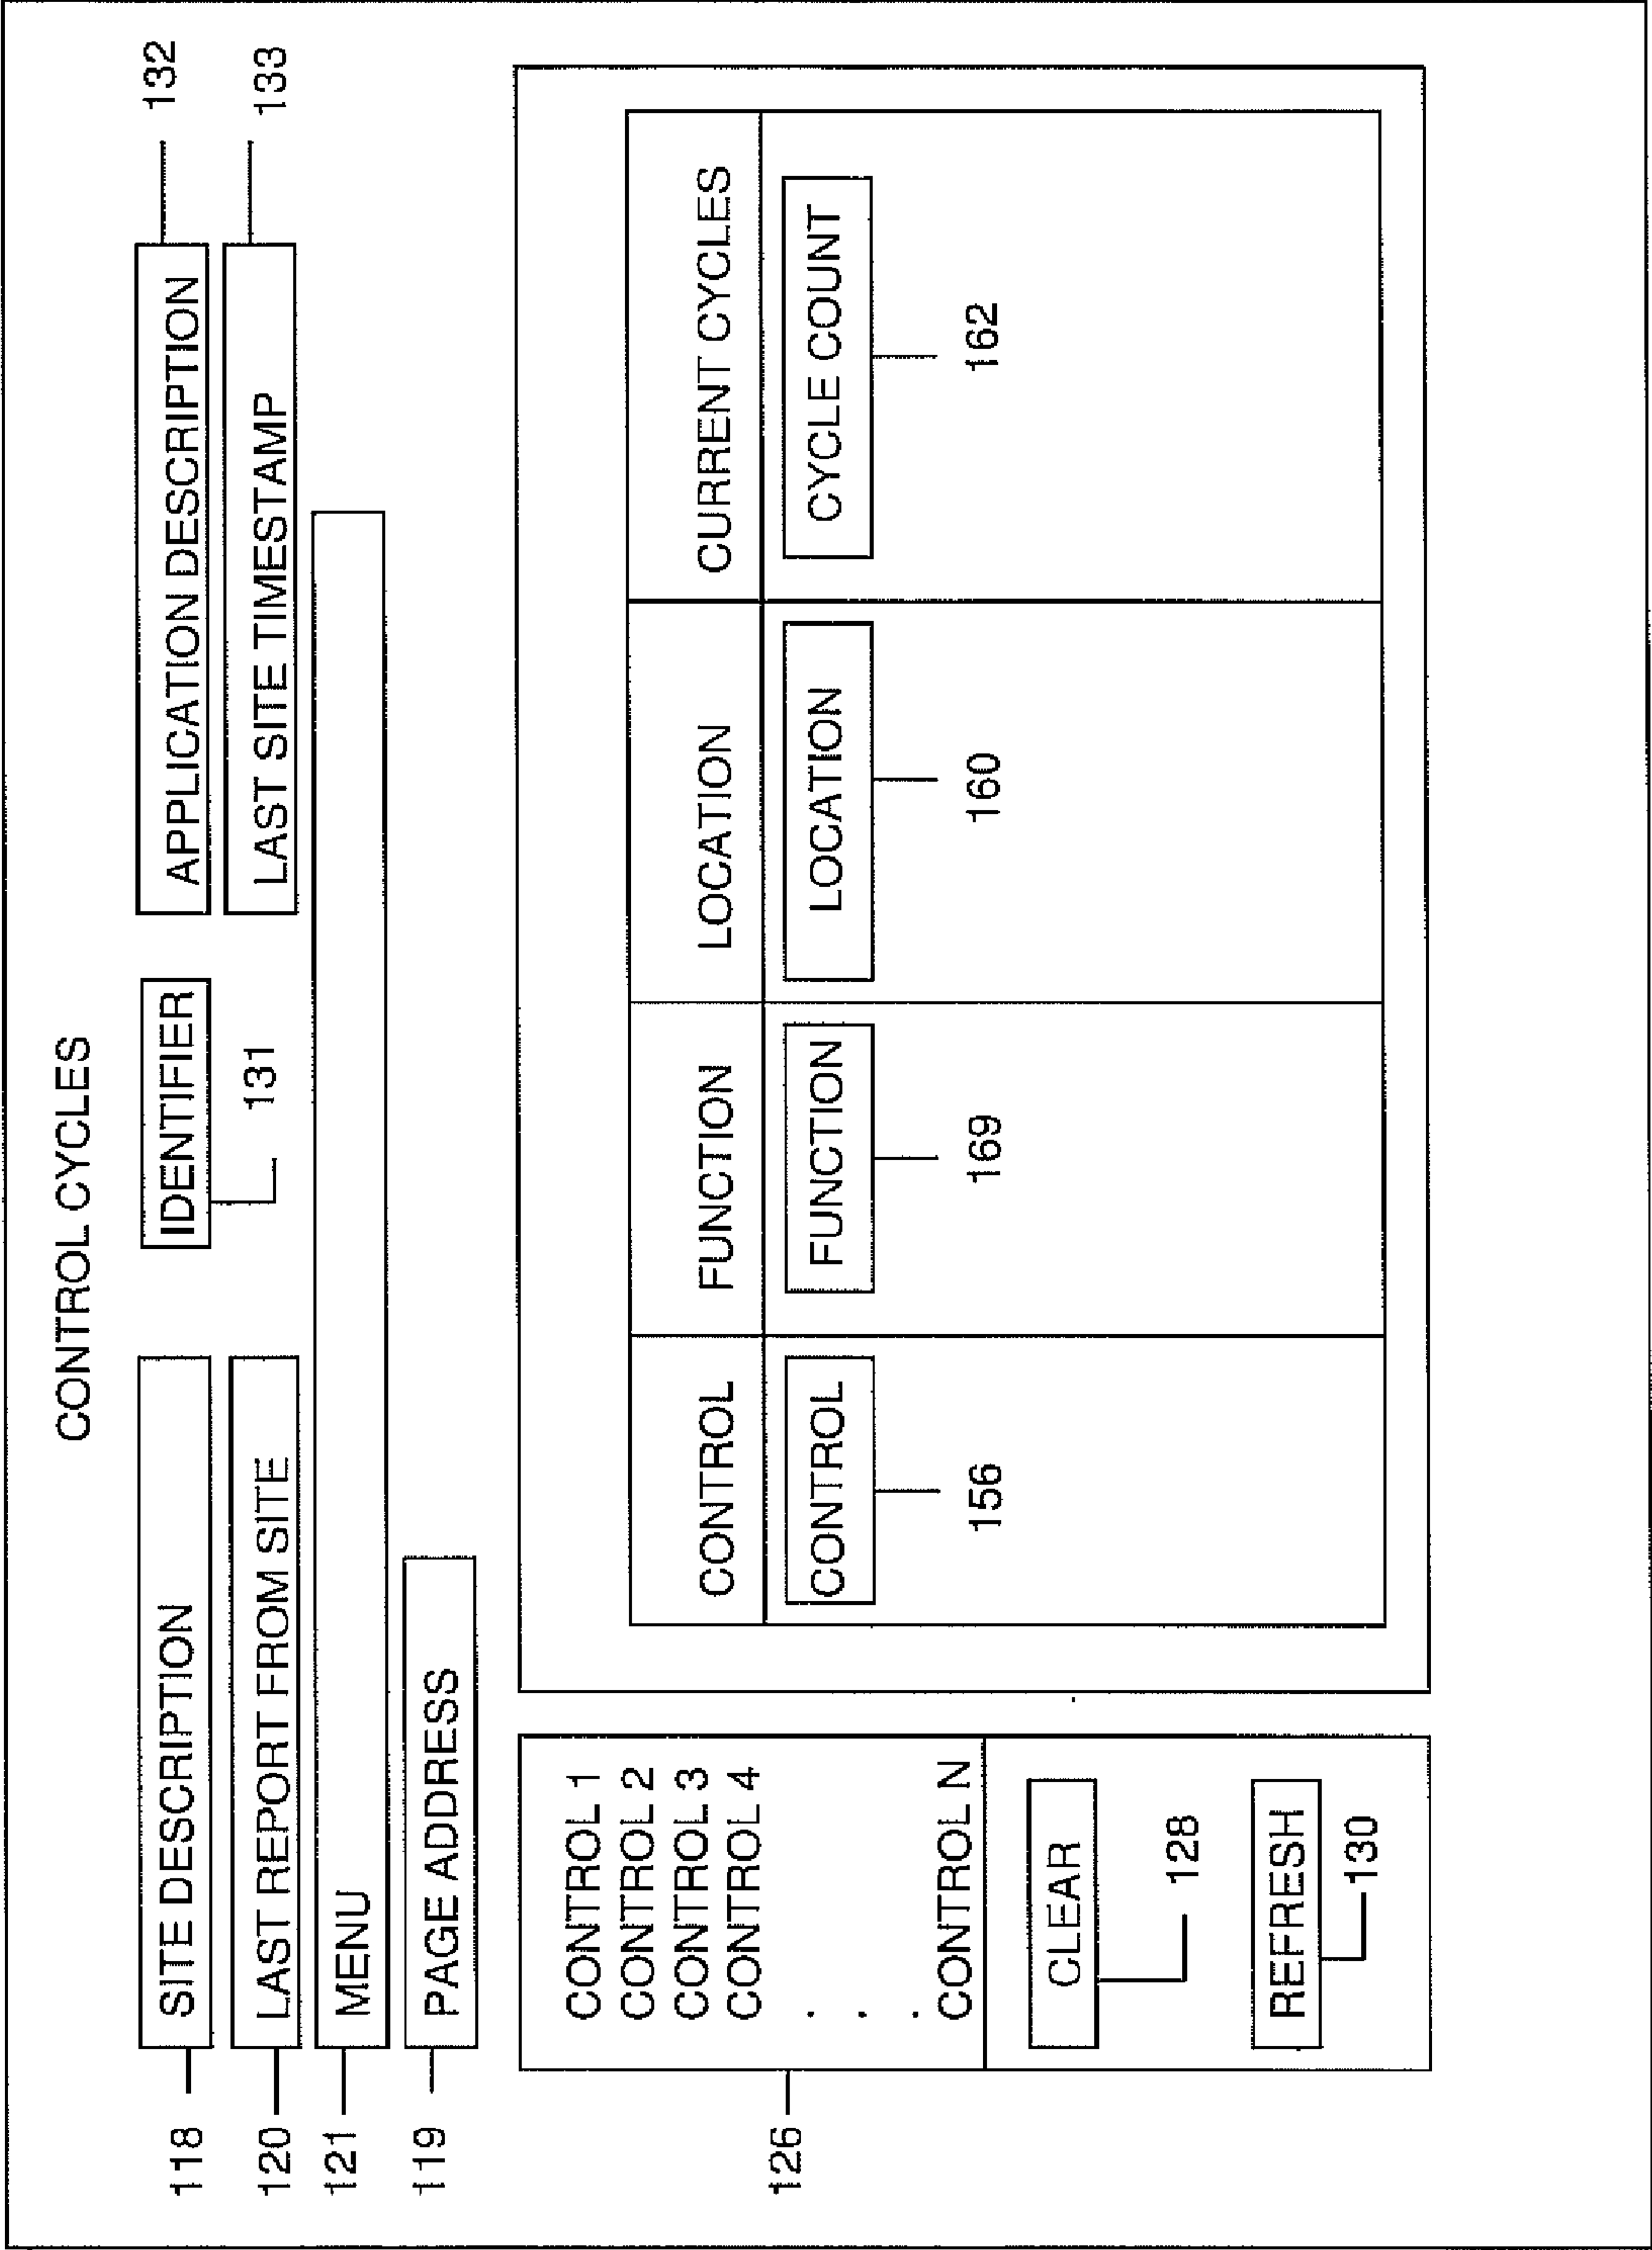 CONTROL CYCLES
118 SITE DESCRIPTION IDENTIFIER APPLICATION DESCRIPTION 132
120 LAST REPORT FROM SITE 131 LAST SITE TIMESTAMP 133
121 MENU
119 PAGE ADDRESS
126
CONTROL 1
CONTROL 2
CONTROL 3
CONTROL 4
.
.
.
CONTROL N
CLEAR
128
REFRESH
130
CONTROL FUNCTION LOCATION CURRENT CYCLES
CONTROL FUNCTION LOCATION CYCLE COUNT
156 169 160 162